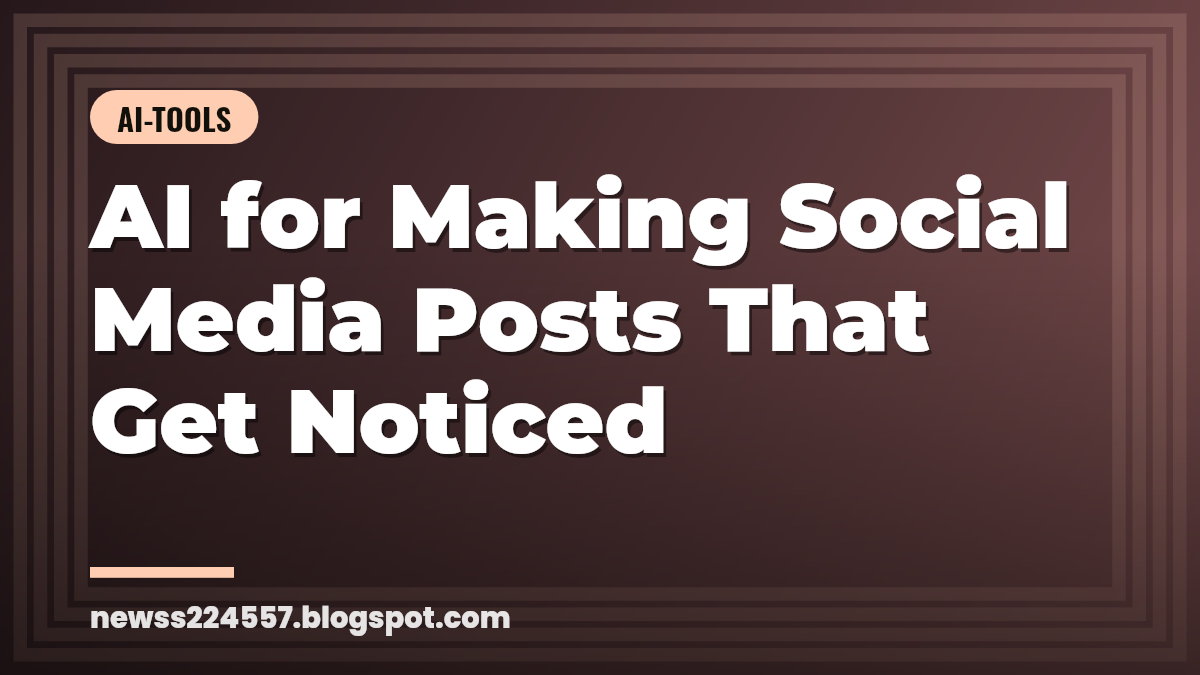 AI-TOOLS
AI for Making Social
Media Posts That
Get Noticed
newss224557.blogspot.com